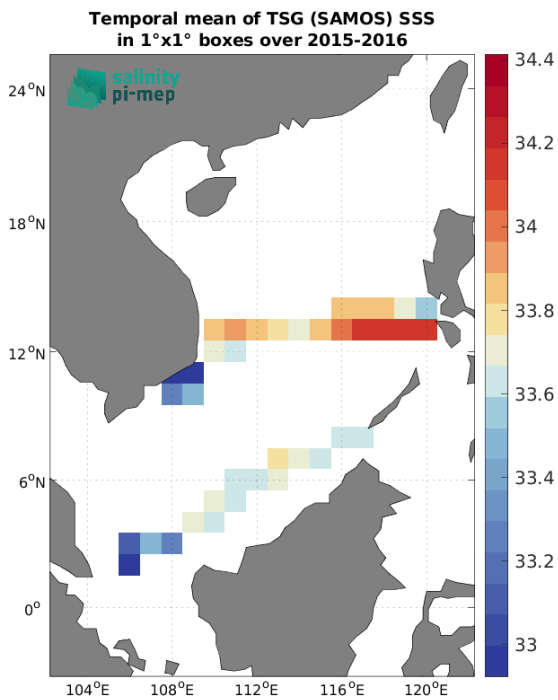 Temporal mean of TSG (SAMOS) SSS
in 1°x1° boxes over 2015-2016
salinity
pi-mep
24°N
18°N
12°N
6°N
0°
104°E
108°E
112°E
116°E
120°E
34.4
34.2
34
33.8
33.6
33.4
33.2
33